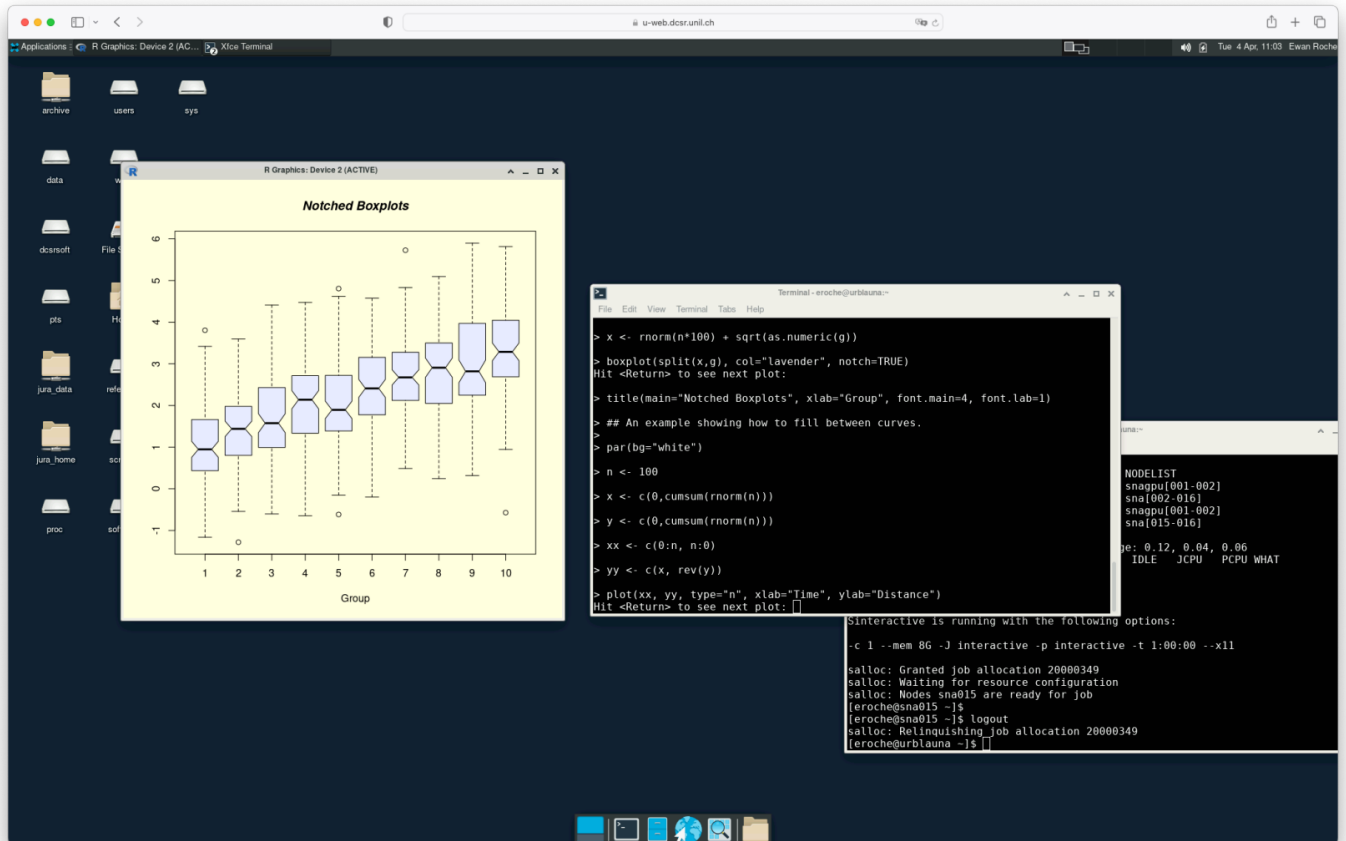 u-web.dcsr.unil.ch
Applications
R Graphics: Device 2 (AC...
Xfce Terminal
Tue 4 Apr, 11:03
Ewan Roche
archive
users
sys
data
dcsrsoft
File
pts
jura_data
jura_home
proc
R Graphics: Device 2 (ACTIVE)
Notched Boxplots
6
5
4
3
2
1
0
-1
1 2 3 4 5 6 7 8 9 10
Group
Terminal - eroche@urblauna:~
File Edit View Terminal Tabs Help
> x <- rnorm(n*100) + sqrt(as.numeric(g))
> boxplot(split(x,g), col="lavender", notch=TRUE)
Hit <Return> to see next plot:
> title(main="Notched Boxplots", xlab="Group", font.main=4, font.lab=1)
> ## An example showing how to fill between curves.
>
> par(bg="white")
> n <- 100
> x <- c(0,cumsum(rnorm(n)))
> y <- c(0,cumsum(rnorm(n)))
> xx <- c(0:n, n:0)
> yy <- c(x, rev(y))
> plot(xx, yy, type="n", xlab="Time", ylab="Distance")
Hit <Return> to see next plot:
una:~
NODELIST
snagpu[001-002]
sna[002-016]
snagpu[001-002]
sna[015-016]
ge: 0.12, 0.04, 0.06
IDLE JCPU PCPU WHAT
Sinteractive is running with the following options:
-c 1 --mem 8G -J interactive -p interactive -t 1:00:00 --x11
salloc: Granted job allocation 20000349
salloc: Waiting for resource configuration
salloc: Nodes sna015 are ready for job
[eroche@sna015 ~]$
[eroche@sna015 ~]$ logout
salloc: Relinquishing job allocation 20000349
[eroche@urblauna ~]$